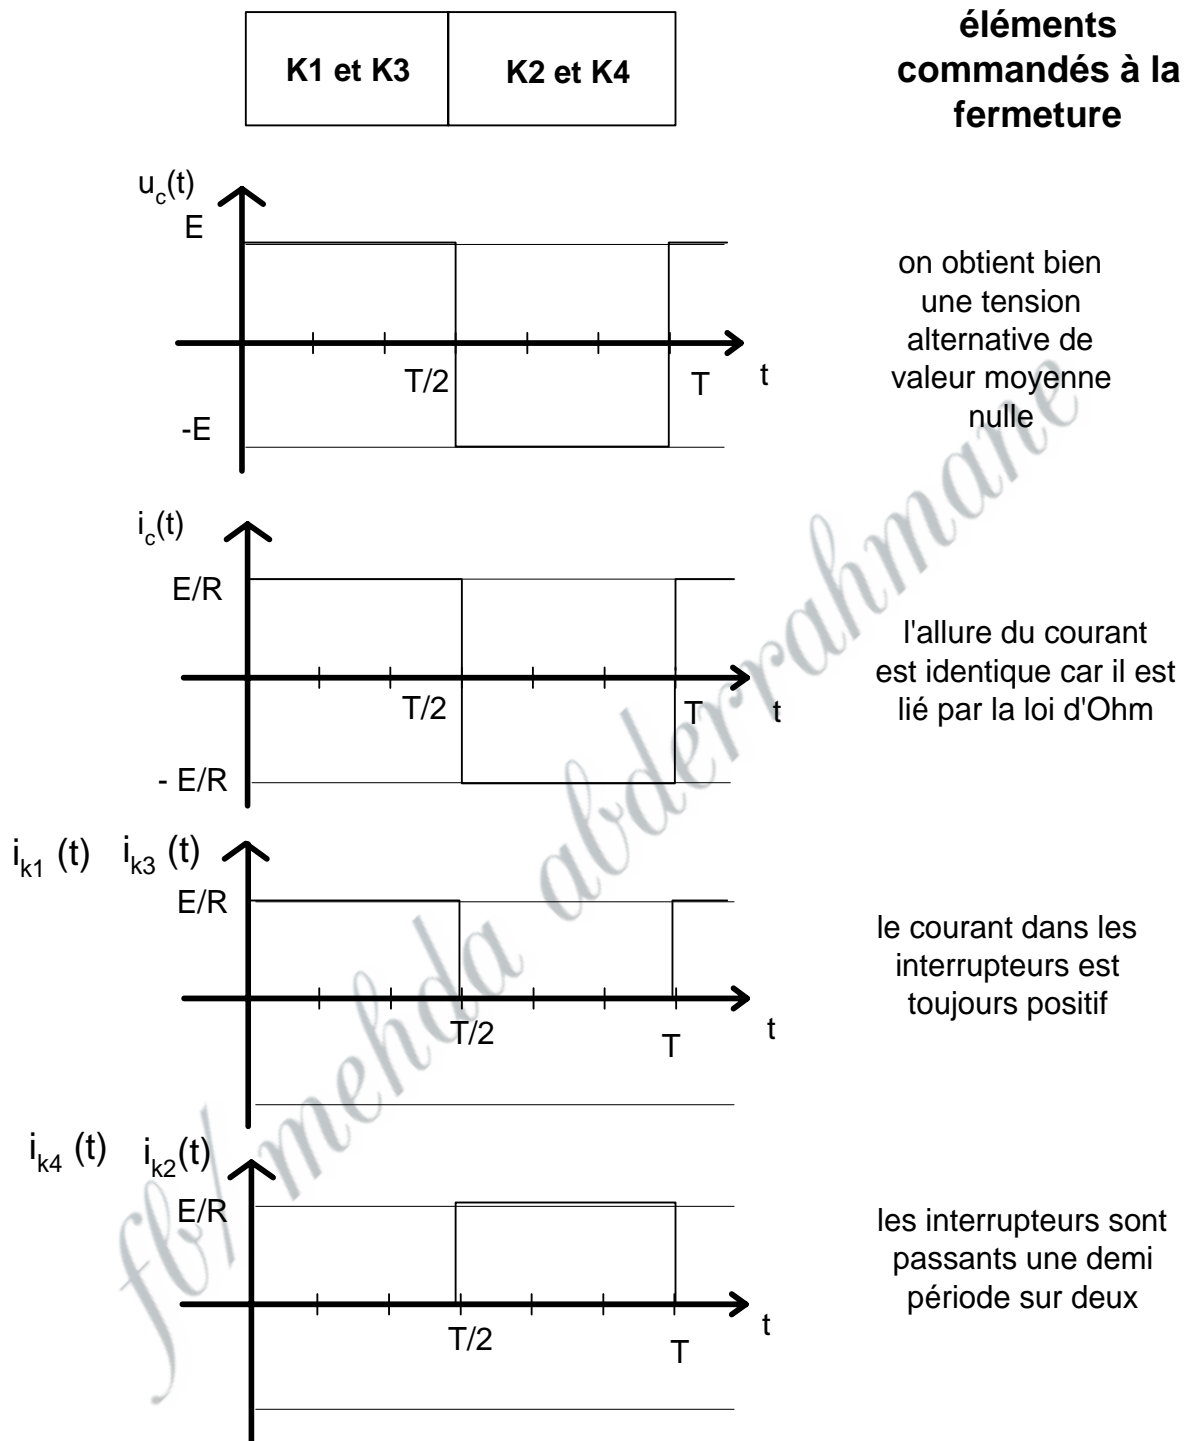 K1 et K3
K2 et K4
éléments
commandés à la
fermeture
u_c(t)
E
T/2
T
t
-E
on obtient bien
une tension
alternative de
valeur moyenne
nulle
i_c(t)
E/R
T/2
T
t
- E/R
l'allure du courant
est identique car il est
lié par la loi d'Ohm
i_k1 (t) i_k3 (t)
E/R
T/2
T
t
le courant dans les
interrupteurs est
toujours positif
i_k4 (t) i_k2(t)
E/R
T/2
T
t
les interrupteurs sont
passants une demi
période sur deux
fb/ mehda abderrahmane